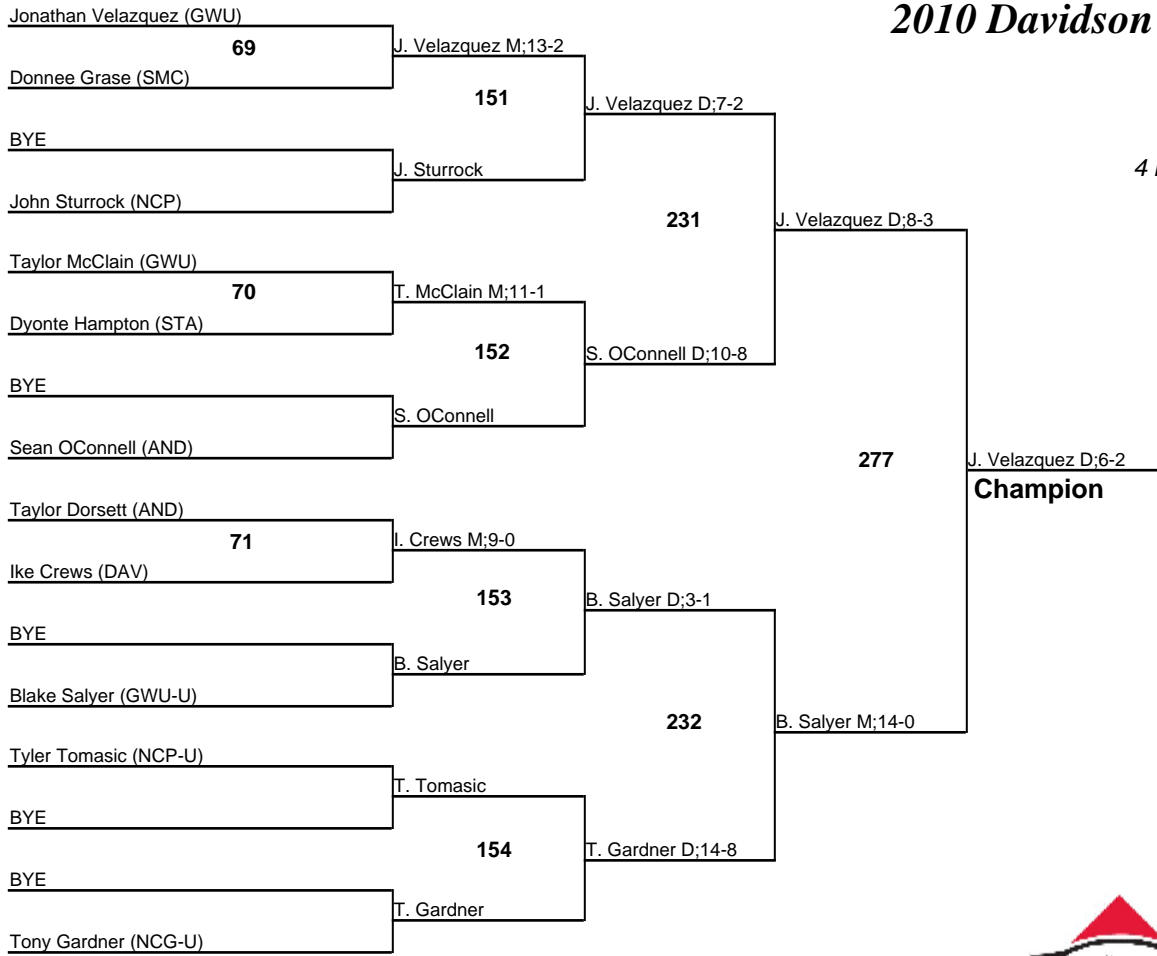 2010 Davidson
4
Jonathan Velazquez (GWU)
69
Donnee Grase (SMC)
J. Velazquez M;13-2
151
BYE
John Sturrock (NCP)
J. Sturrock
J. Velazquez D;7-2
231
Taylor McClain (GWU)
70
Dyonte Hampton (STA)
T. McClain M;11-1
152
BYE
Sean OConnell (AND)
S. OConnell
S. OConnell D;10-8
J. Velazquez D;8-3
277
J. Velazquez D;6-2
Champion
Taylor Dorsett (AND)
71
Ike Crews (DAV)
I. Crews M;9-0
153
BYE
Blake Salyer (GWU-U)
B. Salyer
B. Salyer D;3-1
232
B. Salyer M;14-0
Tyler Tomasic (NCP-U)
BYE
T. Tomasic
154
T. Gardner D;14-8
BYE
Tony Gardner (NCG-U)
T. Gardner